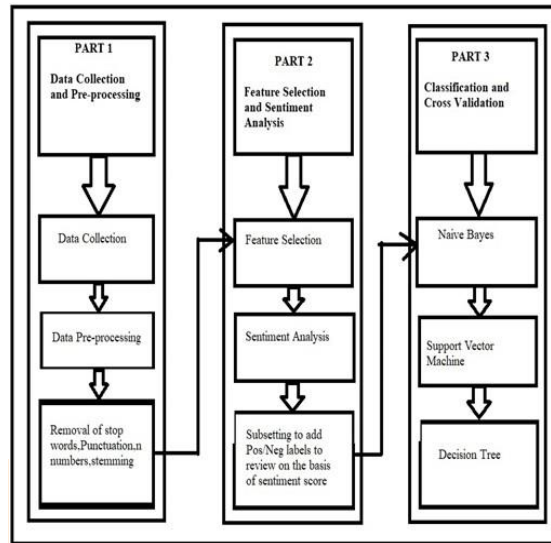 PART 1
Data Collection
and Pre-processing
Data Collection
Data Pre-processing
Removal of stop
words,Punctuation,n
numbers,stemming
PART 2
Feature Selection
and Sentiment
Analysis
Feature Selection
Sentiment Analysis
Subsetting to add
Pos/Neg labels to
review on the basis
of sentiment score
PART 3
Classification and
Cross Validation
Naive Bayes
Support Vector
Machine
Decision Tree